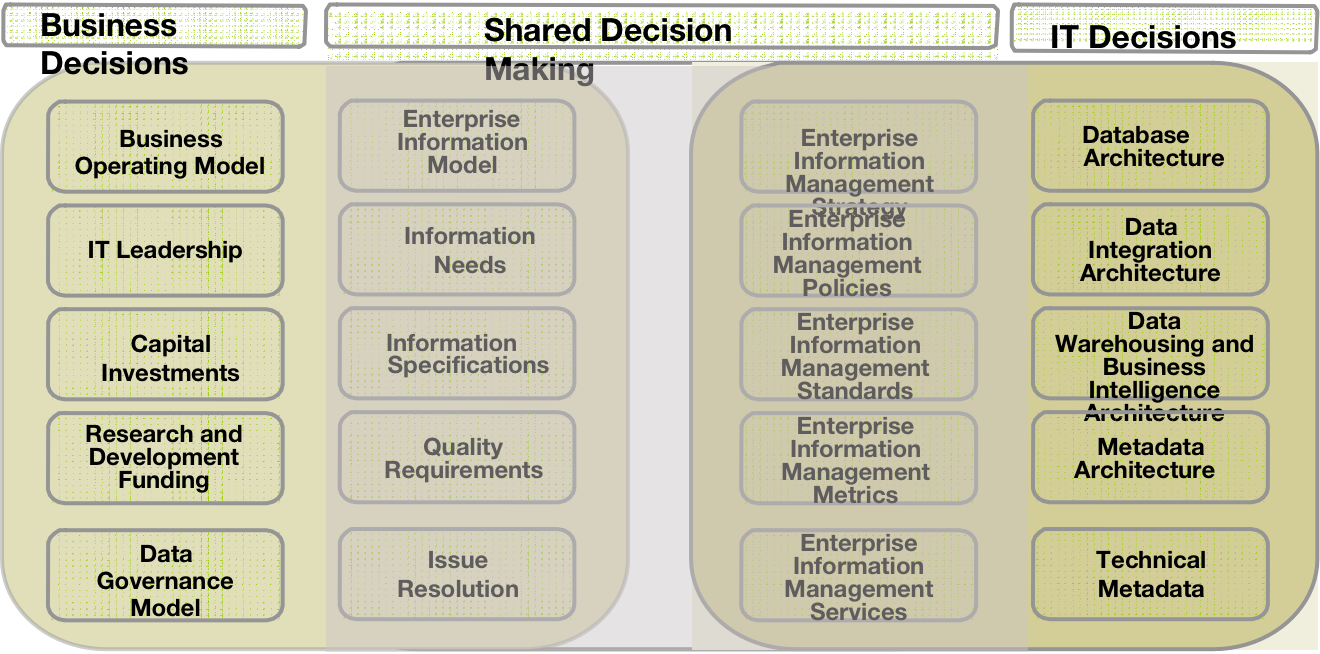 Business
Decisions
Shared Decision
Making
IT Decisions
Business
Operating Model
IT Leadership
Capital
Investments
Research and
Development
Funding
Data
Governance
Model
Enterprise
Information
Model
Information
Needs
Information
Specifications
Quality
Requirements
Issue
Resolution
Enterprise
Information
Management
Strategy
Enterprise
Information
Management
Policies
Enterprise
Information
Management
Standards
Enterprise
Information
Management
Metrics
Enterprise
Information
Management
Services
Database
Architecture
Data
Integration
Architecture
Data
Warehousing and
Business
Intelligence
Architecture
Metadata
Architecture
Technical
Metadata